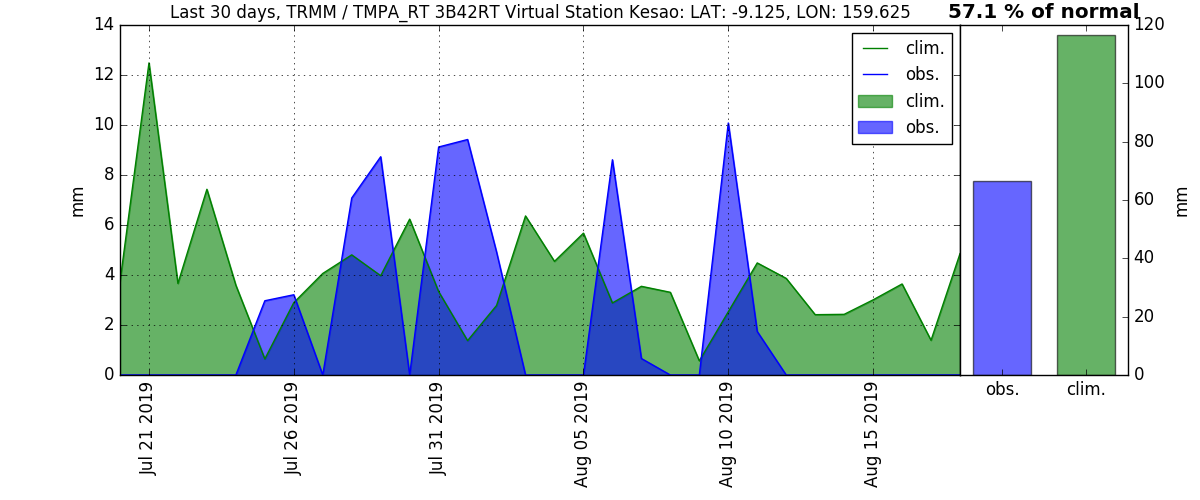 Last 30 days, TRMM / TMPA_RT 3B42RT Virtual Station Kesao: LAT: -9.125, LON: 159.625
57.1 % of normal
14
12
10
8
6
4
2
0
mm
clim.
obs.
clim.
obs.
Jul 21 2019
Jul 26 2019
Jul 31 2019
Aug 05 2019
Aug 10 2019
Aug 15 2019
120
100
80
60
40
20
0
mm
obs. clim.